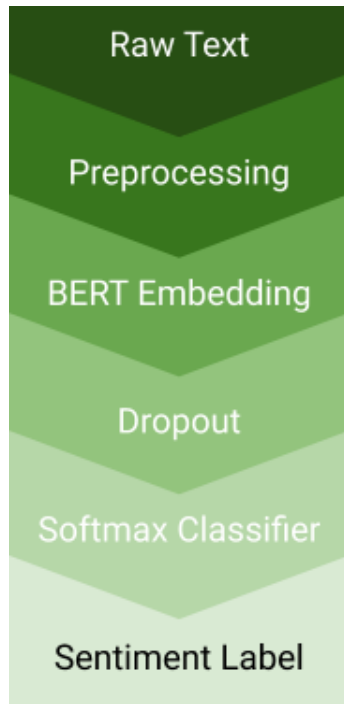 Raw Text
Preprocessing
BERT Embedding
Dropout
Softmax Classifier
Sentiment Label